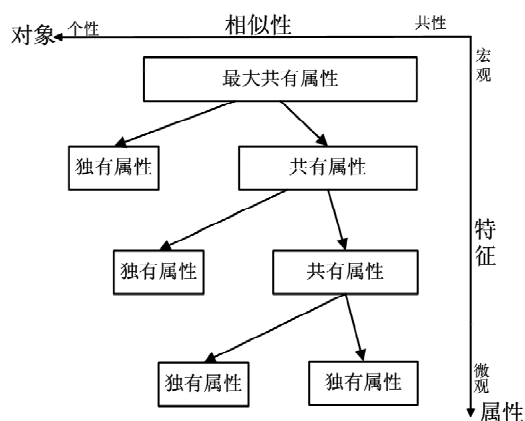 对象 个性 相似性 共性
宏观
最大共有属性
独有属性 共有属性
特征
独有属性 共有属性
独有属性 独有属性
微观
属性